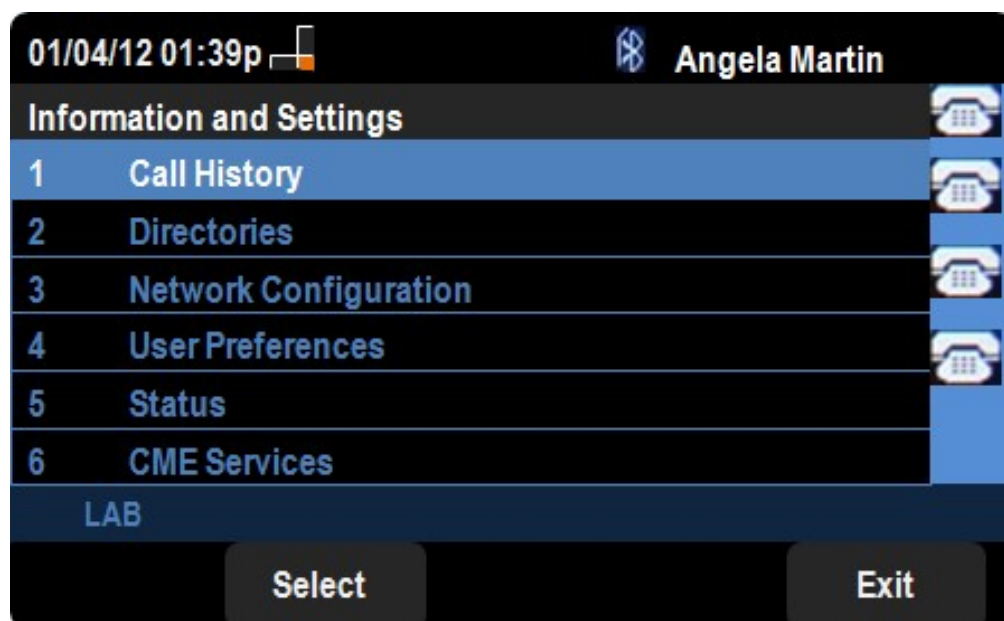 01/04/12 01:39p
Angela Martin
Information and Settings
1 Call History
2 Directories
3 Network Configuration
4 User Preferences
5 Status
6 CME Services
LAB
Select
Exit